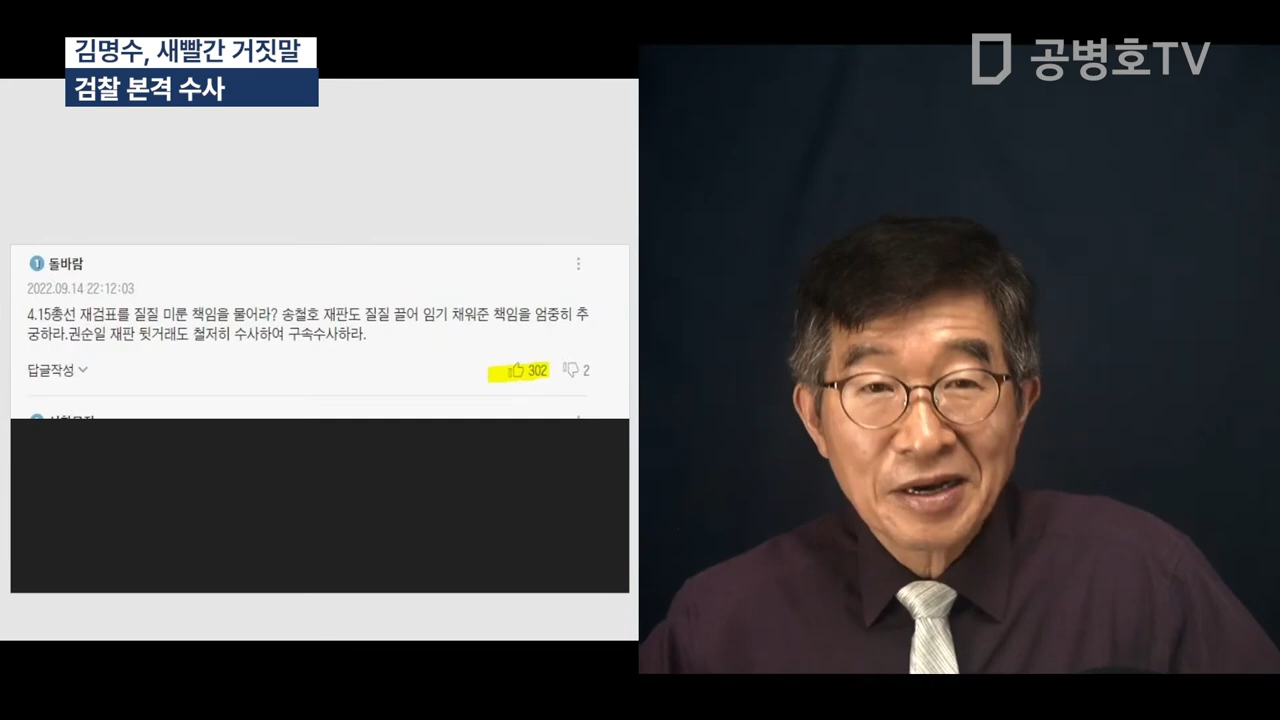 김명수, 새빨간 거짓말
검찰 본격 수사
공병호TV
1 돌바람
2022.09.14 22:12:03
4.15총선 재검표를 질질 미룬 책임을 물어라? 송철호 재판도 질질 끌어 임기 채워준 책임을 엄중히 추
궁하라.권순일 재판 뒷거래도 철저히 수사하여 구속수사하라.
답글작성
302
2